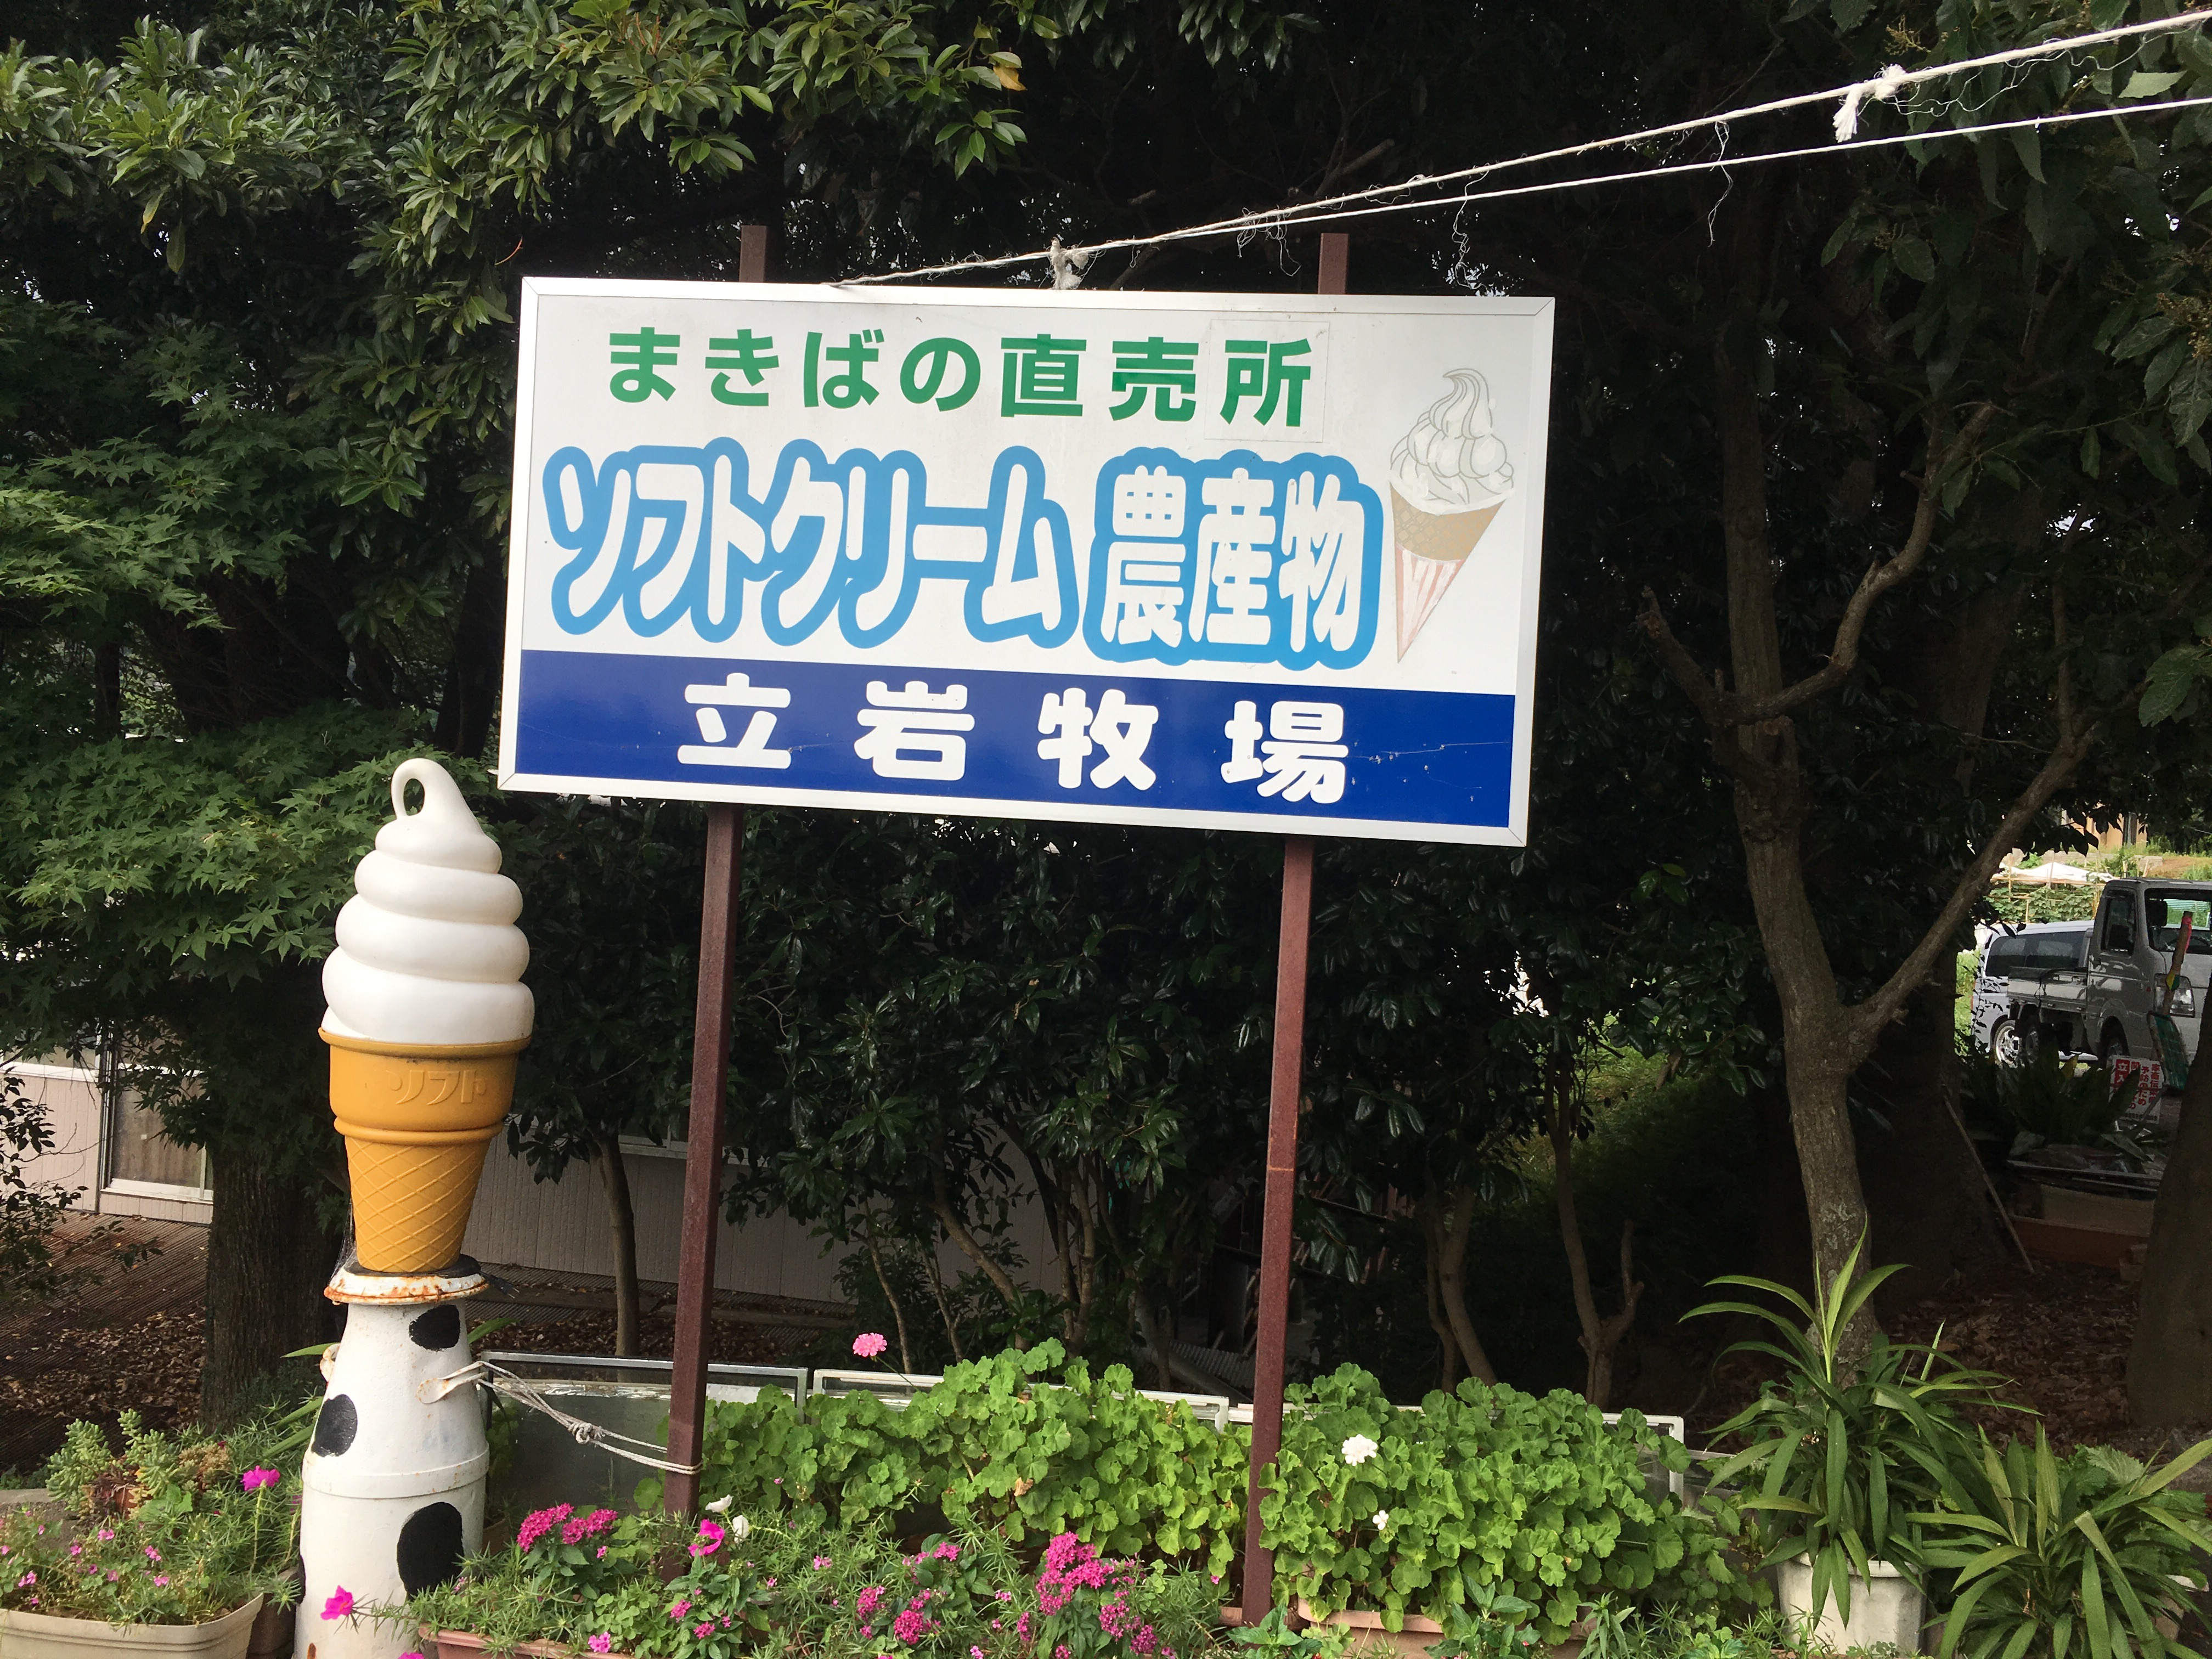 まきばの直売所
ソフトクリーム 農産物
立岩牧場
ソフト